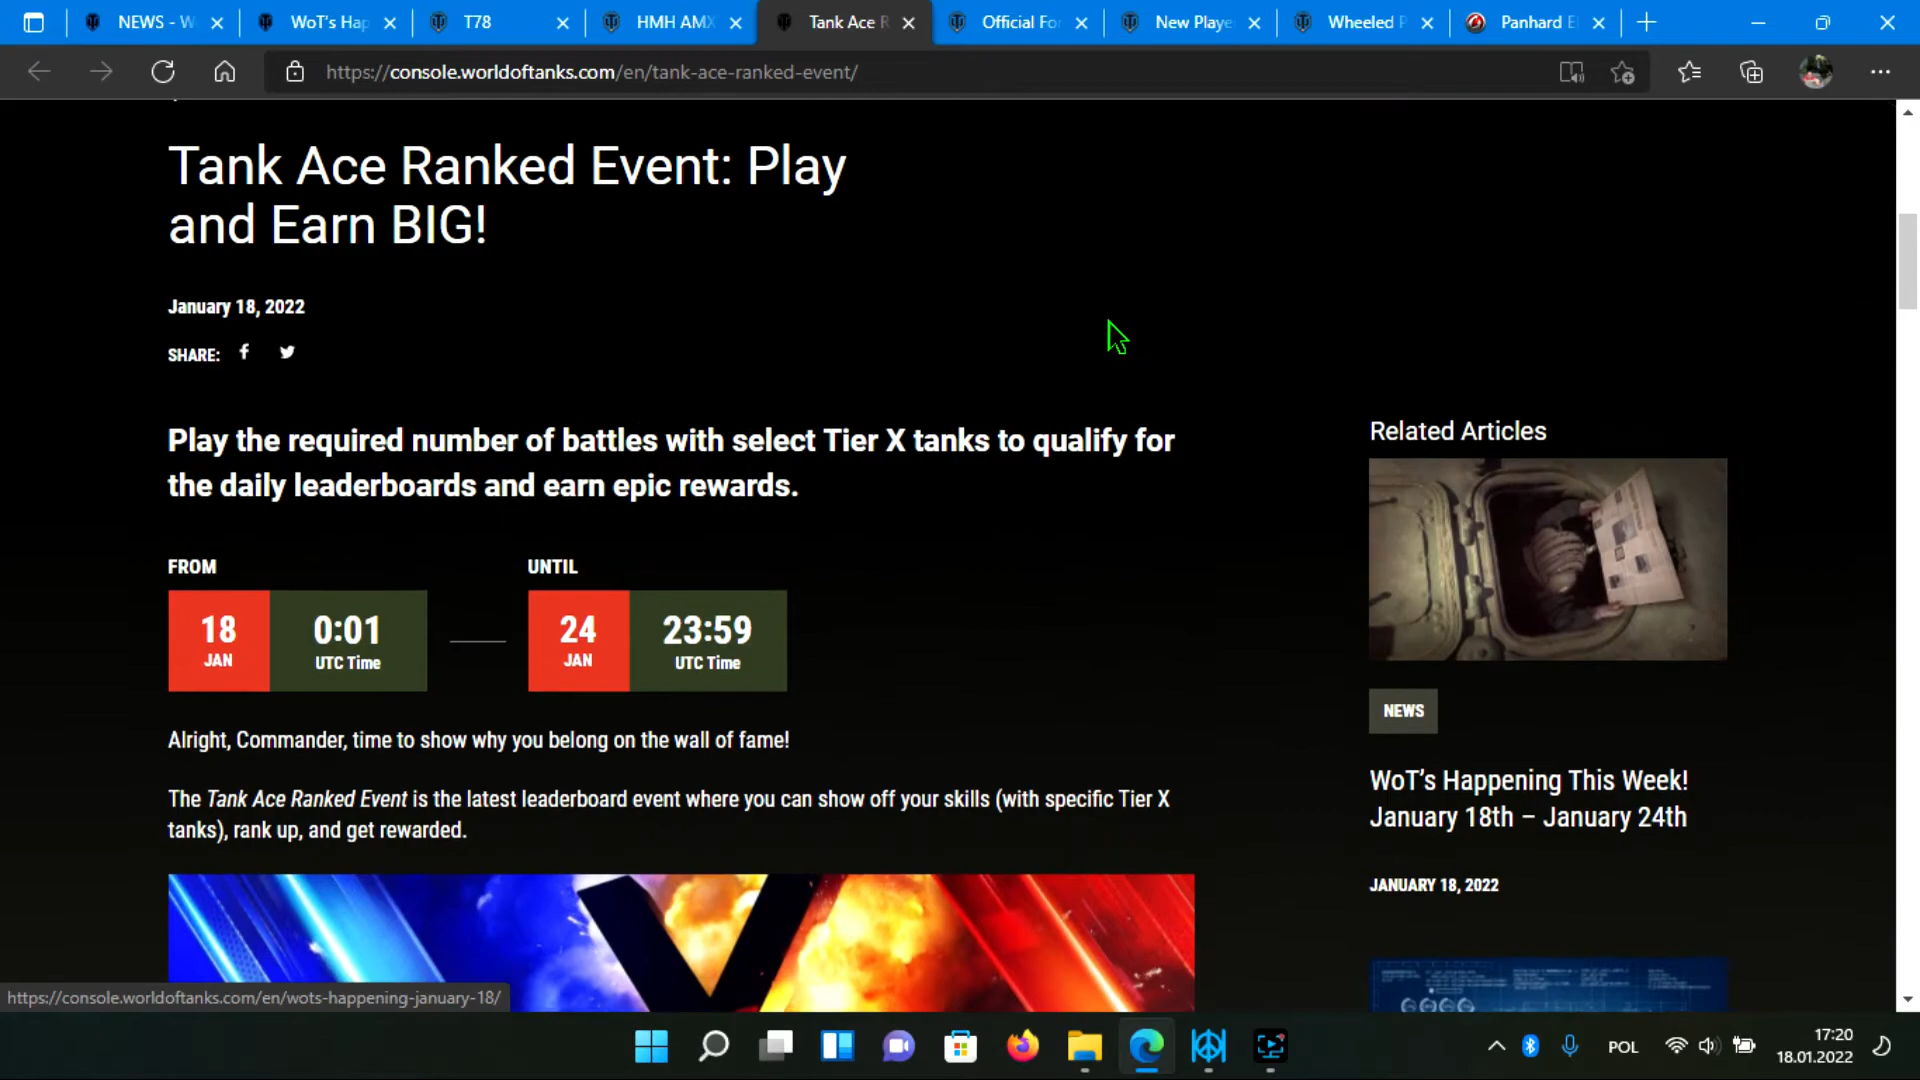 NEWS - W
WoT's Hap
T78
HMH AMX
Tank Ace R
Official For
New Playe
Wheeled P
Panhard E
https://console.worldoftanks.com/en/tank-ace-ranked-event/
Tank Ace Ranked Event: Play
and Earn BIG!
January 18, 2022
SHARE:
Play the required number of battles with select Tier X tanks to qualify for
the daily leaderboards and earn epic rewards.
FROM
UNTIL
18
JAN
0:01
UTC Time
24
JAN
23:59
UTC Time
Alright, Commander, time to show why you belong on the wall of fame!
The Tank Ace Ranked Event is the latest leaderboard event where you can show off your skills (with specific Tier X
tanks), rank up, and get rewarded.
Related Articles
NEWS
WoT's Happening This Week!
January 18th – January 24th
JANUARY 18, 2022
https://console.worldoftanks.com/en/wots-happening-january-18/
POL
17:20
18.01.2022